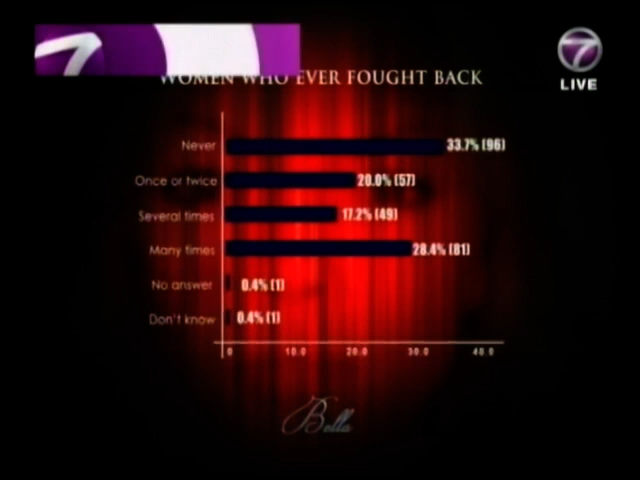 7
7
LIVE
WOMEN WHO EVER FOUGHT BACK
Never 33.7% (96)
Once or twice 20.0% (57)
Several times 17.2% (49)
Many times 28.4% (81)
No answer 0.4% (1)
Don't know 0.4% (1)
0 10.0 20.0 30.0 40.0
Bella